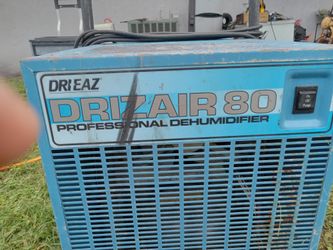 DRI-EAZ
DRIZAIR 80
PROFESSIONAL DEHUMIDIFIER